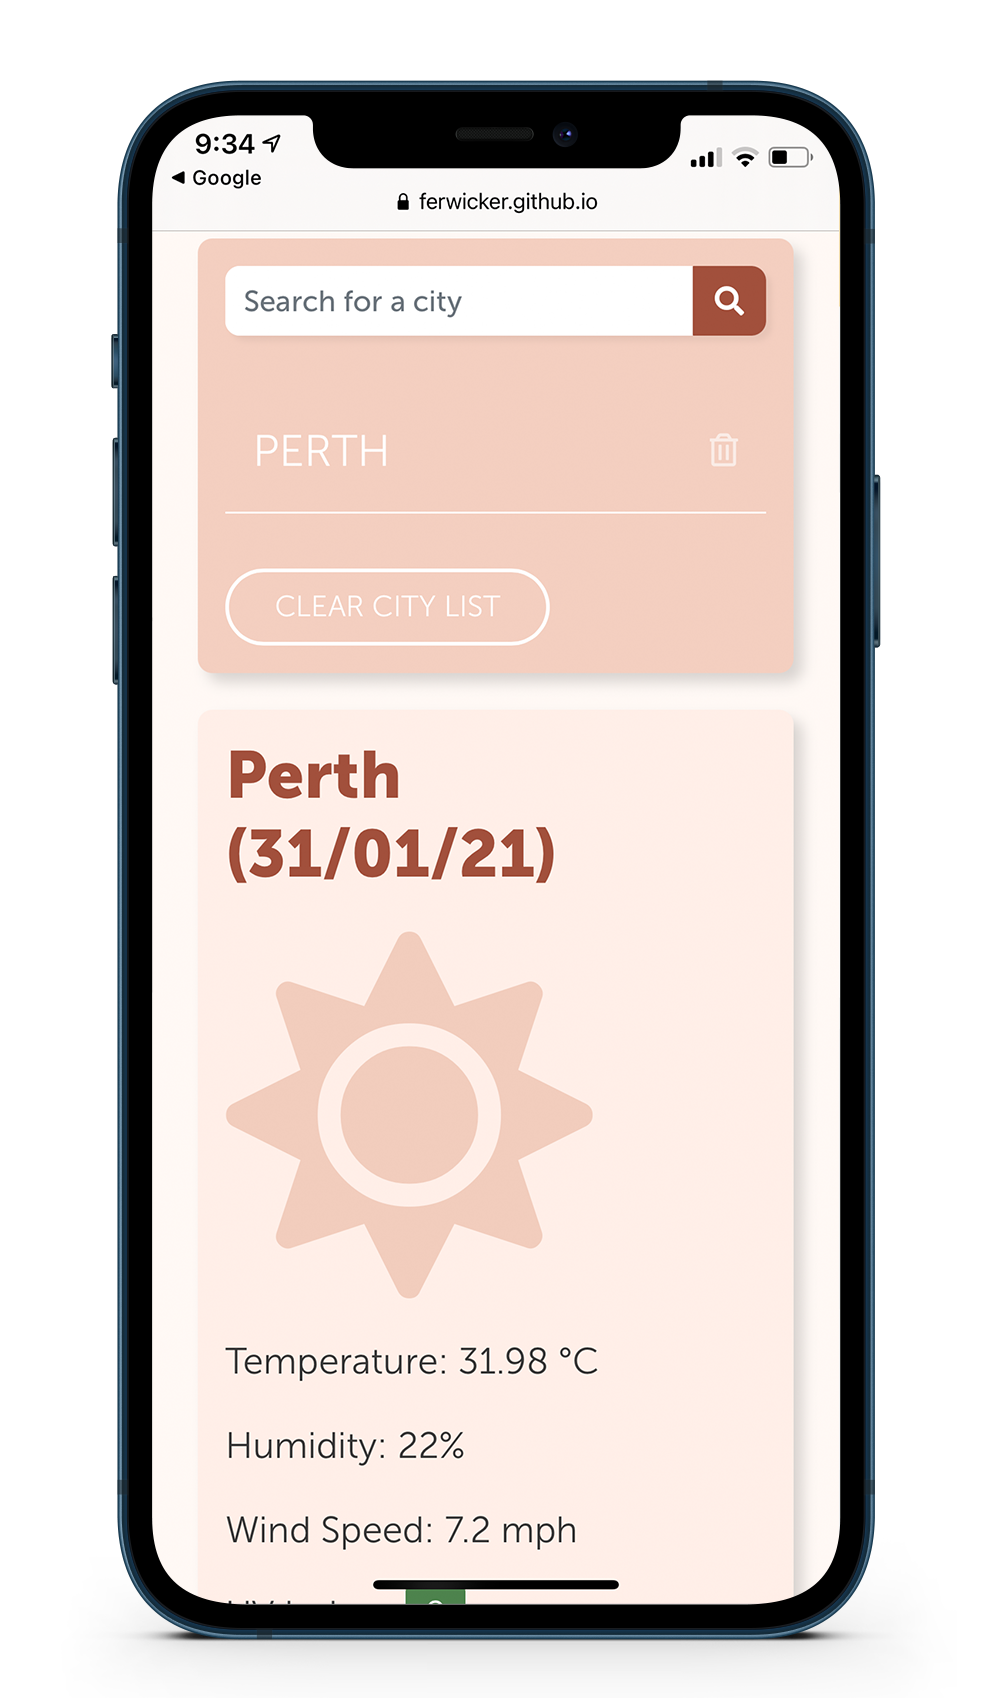 9:34
◀ Google
ferwicker.github.io
Search for a city
PERTH
CLEAR CITY LIST
Perth
(31/01/21)
Temperature: 31.98 °C
Humidity: 22%
Wind Speed: 7.2 mph